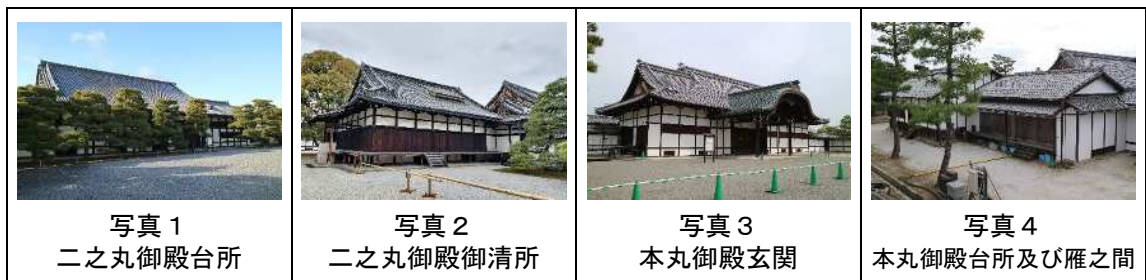 写真１
二之丸御殿台所
写真２
二之丸御殿御清所
写真３
本丸御殿玄関
写真４
本丸御殿台所及び雁之間